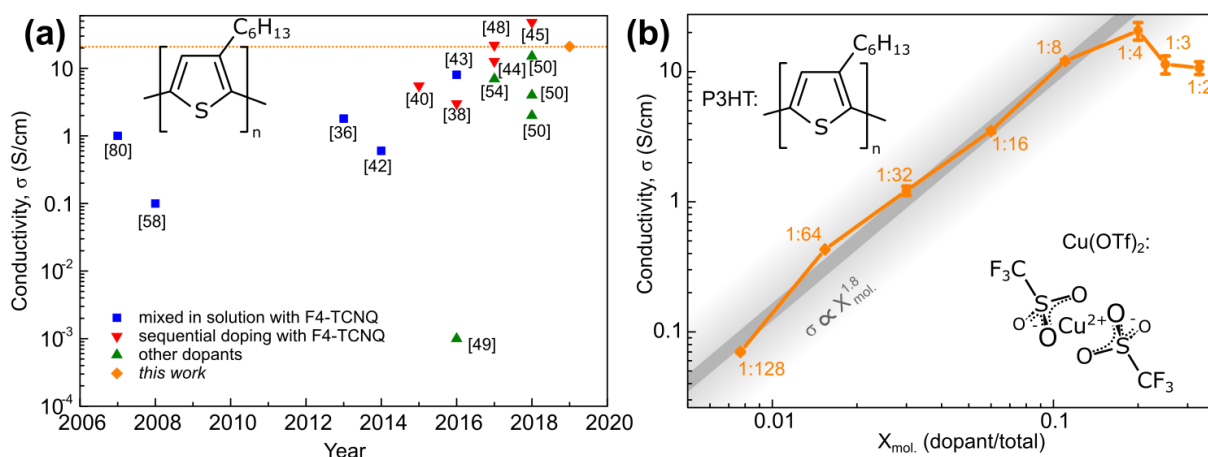 (a)
C6H13
S
n
[80]
[58]
[36]
[42]
[40]
[43]
[38]
[48]
[44]
[54]
[45]
[50]
[50]
[50]
[49]
mixed in solution with F4-TCNQ
sequential doping with F4-TCNQ
other dopants
this work
10
1
0.1
10-2
10-3
10-4
Conductivity, σ (S/cm)
2006 2008 2010 2012 2014 2016 2018 2020
Year
(b)
P3HT:
C6H13
S
n
1:128
1:64
1:32
1:16
1:8
1:4
1:3
1:2
σ ∝ Xmol.1.8
Cu(OTf)2:
F3C
S O
O- O Cu2+ O -O
O S
CF3
10
1
0.1
Conductivity, σ (S/cm)
0.01 0.1
Xmol. (dopant/total)